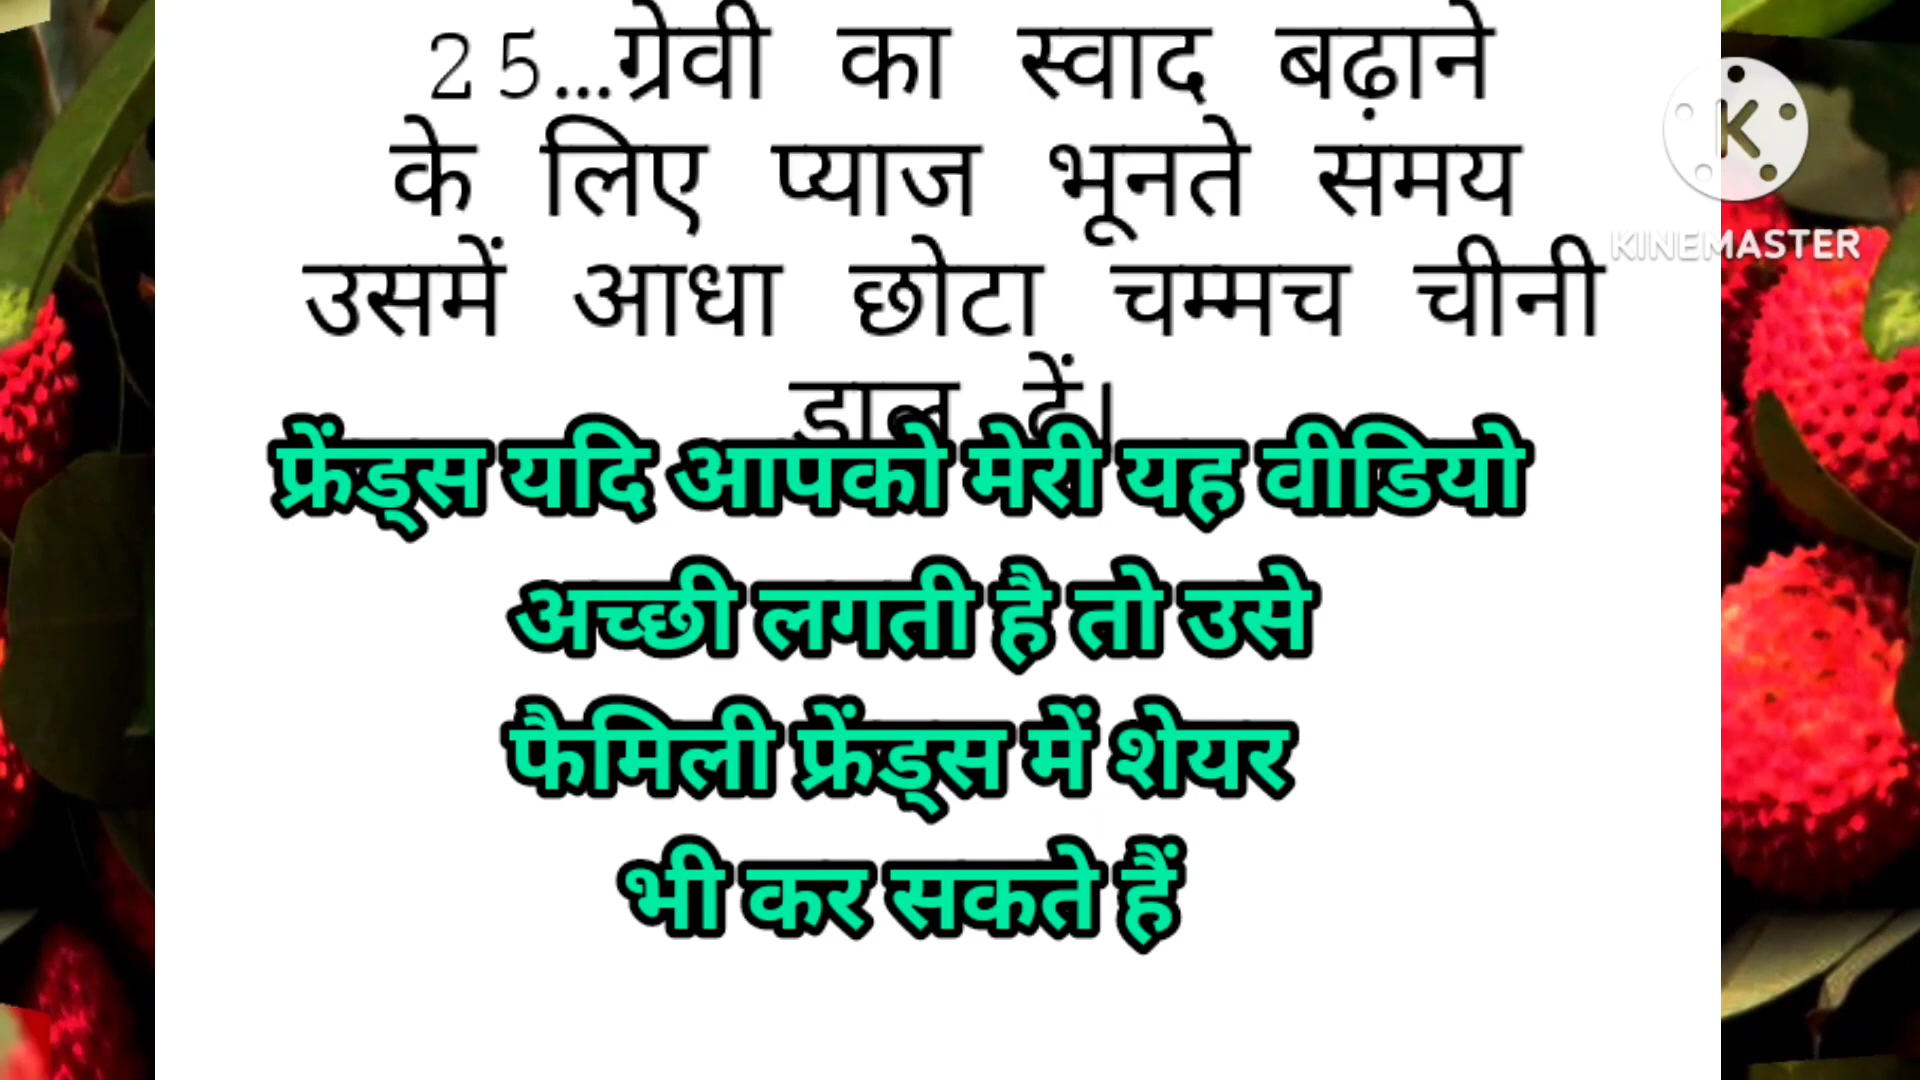 25...ग्रेवी का स्वाद बढ़ाने
के लिए प्याज भूनते समय
उसमें आधा छोटा चम्मच चीनी
डाल दें।
फ्रेंड्स यदि आपको मेरी यह वीडियो
अच्छी लगती है तो उसे
फैमिली फ्रेंड्स में शेयर
भी कर सकते हैं
K
KINEMASTER